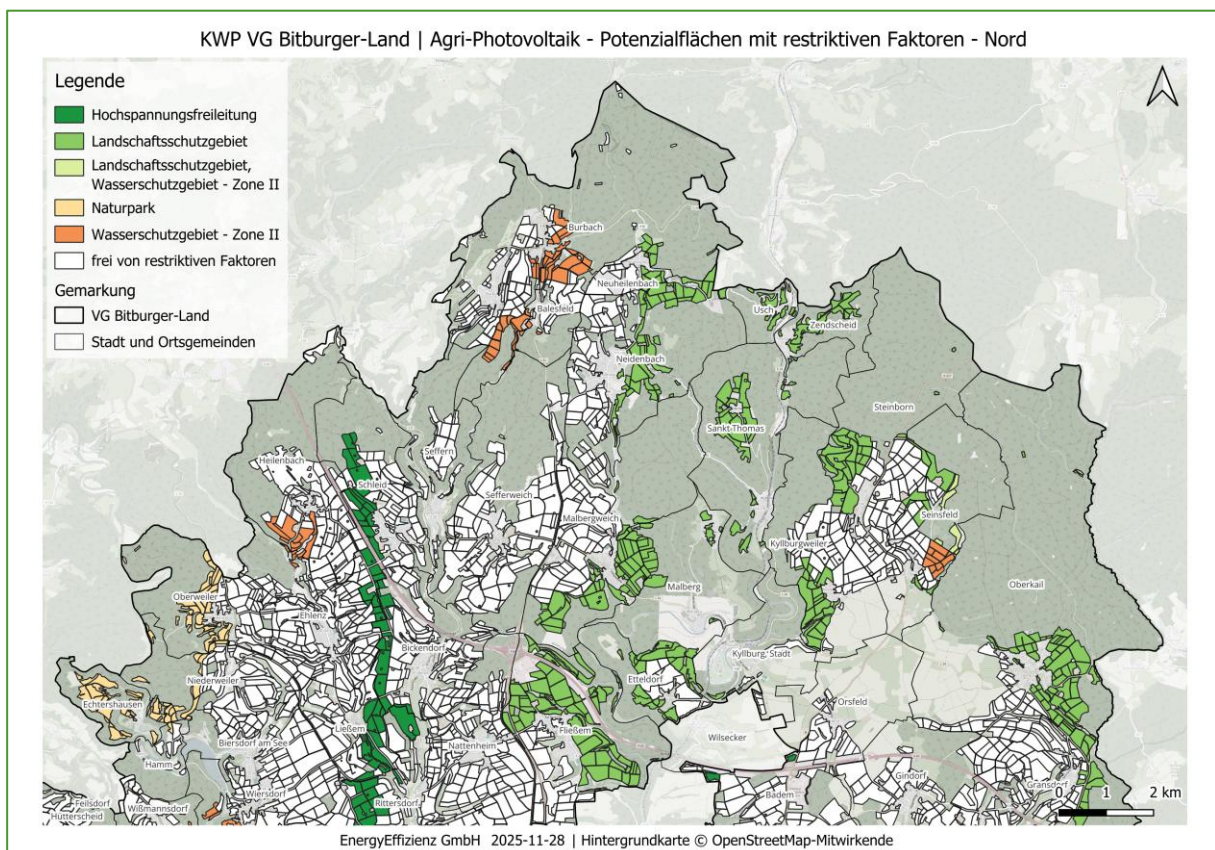 KWP VG Bitburger-Land | Agri-Photovoltaik - Potenzialflächen mit restriktiven Faktoren - Nord
Legende
Hochspannungsfreileitung
Landschaftsschutzgebiet
Landschaftsschutzgebiet,
Wasserschutzgebiet - Zone II
Naturpark
Wasserschutzgebiet - Zone II
frei von restriktiven Faktoren
Gemarkung
VG Bitburger-Land
Stadt und Ortsgemeinden
Burbach
Neuheilenbach
Balesfeld
Usch
Zendscheid
Neidenbach
Steinborn
Sankt Thomas
Seffern
Heilenbach
Schleid
Sefferweich
Malbergweich
Seinsfeld
Kyllburgweiler
Oberkail
Malberg
Oberweiler
Ehlenz
Bickendorf
Kyllburg, Stadt
Etteldorf
Niederweiler
Echtershausen
Orsfeld
Ließem
Fließem
Wilsecker
Biersdorf am See
Nattenheim
Hamm
Gindorf
Gransdorf
Wiersdorf
Badem
Feilsdorf
Hütterscheid
Wißmannsdorf
Rittersdorf
0 1 2 km
EnergyEffizienz GmbH 2025-11-28 | Hintergrundkarte © OpenStreetMap-Mitwirkende